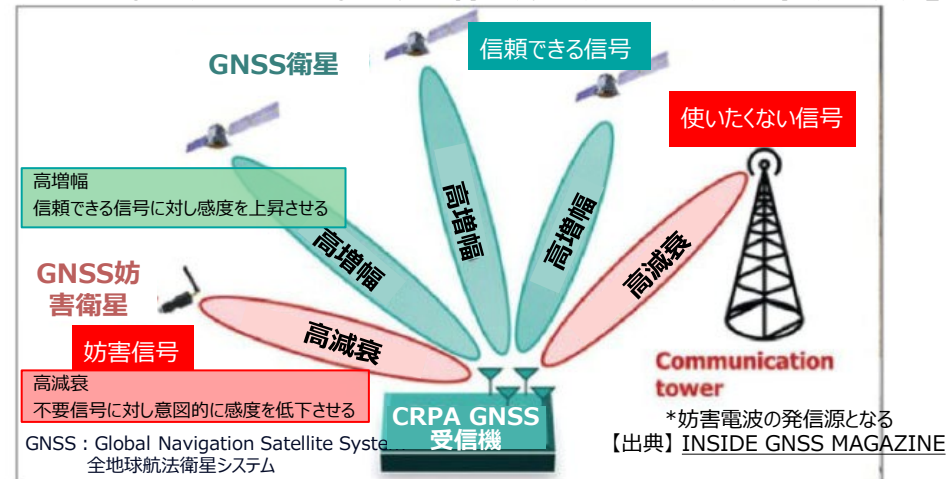 GNSS衛星
信頼できる信号
使いたくない信号
高増幅
信頼できる信号に対し感度を上昇させる
高増幅
高増幅
高増幅
高減衰
GNSS妨
害衛星
高減衰
妨害信号
高減衰
不要信号に対し意図的に感度を低下させる
Communication
tower
CRPA GNSS
受信機
*妨害電波の発信源となる
【出典】 INSIDE GNSS MAGAZINE
GNSS：Global Navigation Satellite Syste
全地球航法衛星システム